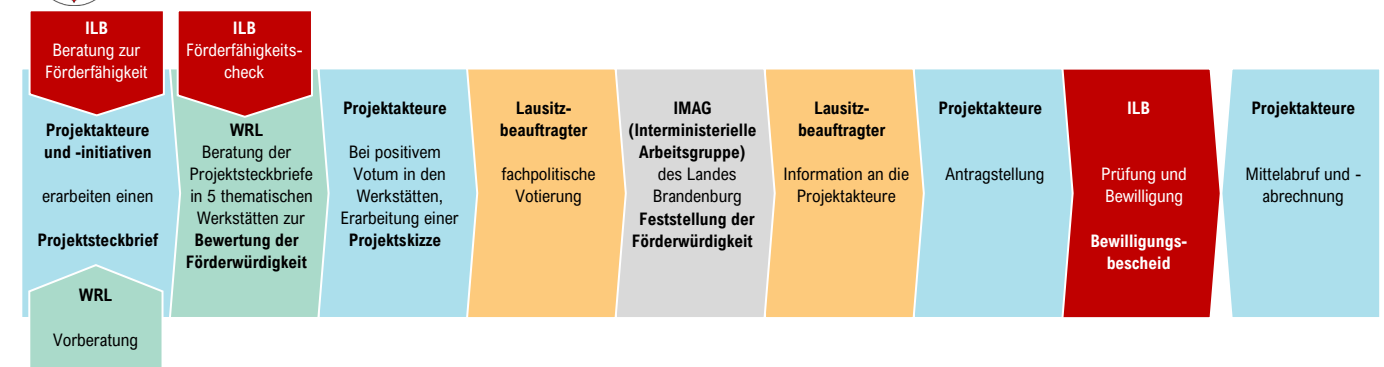 ILB
Beratung zur
Förderfähigkeit
Projektakteure
und -initiativen
erarbeiten einen
Projektsteckbrief
WRL
Vorberatung
ILB
Förderfähigkeits-
check
WRL
Beratung der
Projektsteckbriefe
in 5 thematischen
Werkstätten zur
Bewertung der
Förderwürdigkeit
Projektakteure
Bei positivem
Votum in den
Werkstätten,
Erarbeitung einer
Projektskizze
Lausitz-
beauftragter
fachpolitische
Votierung
IMAG
(Interministerielle
Arbeitsgruppe)
des Landes
Brandenburg
Feststellung der
Förderwürdigkeit
Lausitz-
beauftragter
Information an die
Projektakteure
Projektakteure
Antragstellung
ILB
Prüfung und
Bewilligung
Bewilligungs-
bescheid
Projektakteure
Mittelabruf und -
abrechnung